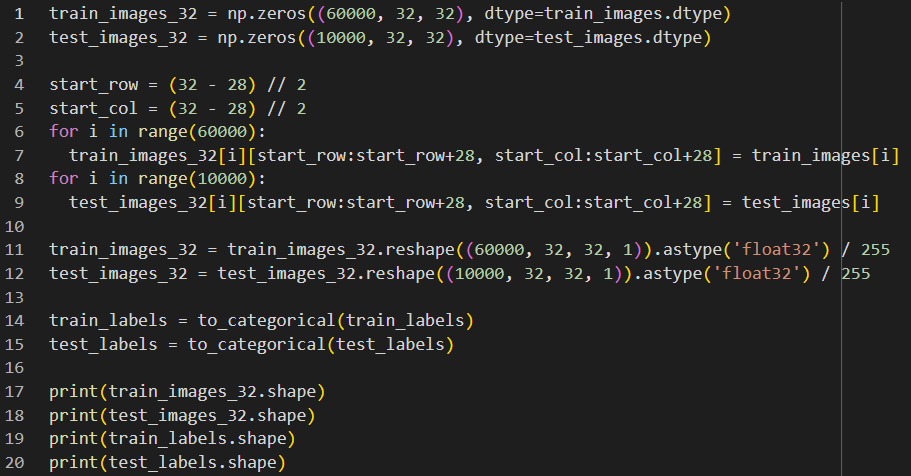 1 train_images_32 = np.zeros((60000, 32, 32), dtype=train_images.dtype)
2 test_images_32 = np.zeros((10000, 32, 32), dtype=test_images.dtype)
3
4 start_row = (32 - 28) // 2
5 start_col = (32 - 28) // 2
6 for i in range(60000):
7   train_images_32[i][start_row:start_row+28, start_col:start_col+28] = train_images[i]
8 for i in range(10000):
9   test_images_32[i][start_row:start_row+28, start_col:start_col+28] = test_images[i]
10
11 train_images_32 = train_images_32.reshape((60000, 32, 32, 1)).astype('float32') / 255
12 test_images_32 = test_images_32.reshape((10000, 32, 32, 1)).astype('float32') / 255
13
14 train_labels = to_categorical(train_labels)
15 test_labels = to_categorical(test_labels)
16
17 print(train_images_32.shape)
18 print(test_images_32.shape)
19 print(train_labels.shape)
20 print(test_labels.shape)